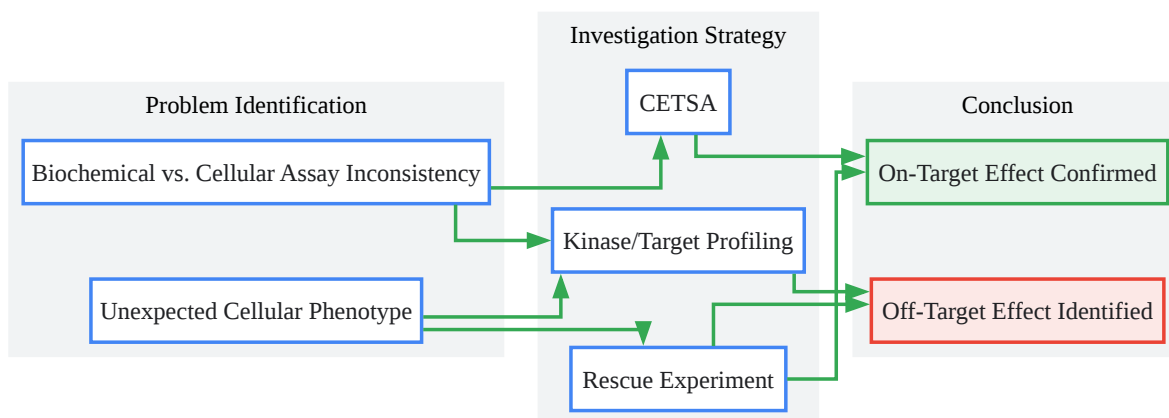 Problem Identification
Biochemical vs. Cellular Assay Inconsistency
Unexpected Cellular Phenotype
Investigation Strategy
CETSA
Kinase/Target Profiling
Rescue Experiment
Conclusion
On-Target Effect Confirmed
Off-Target Effect Identified